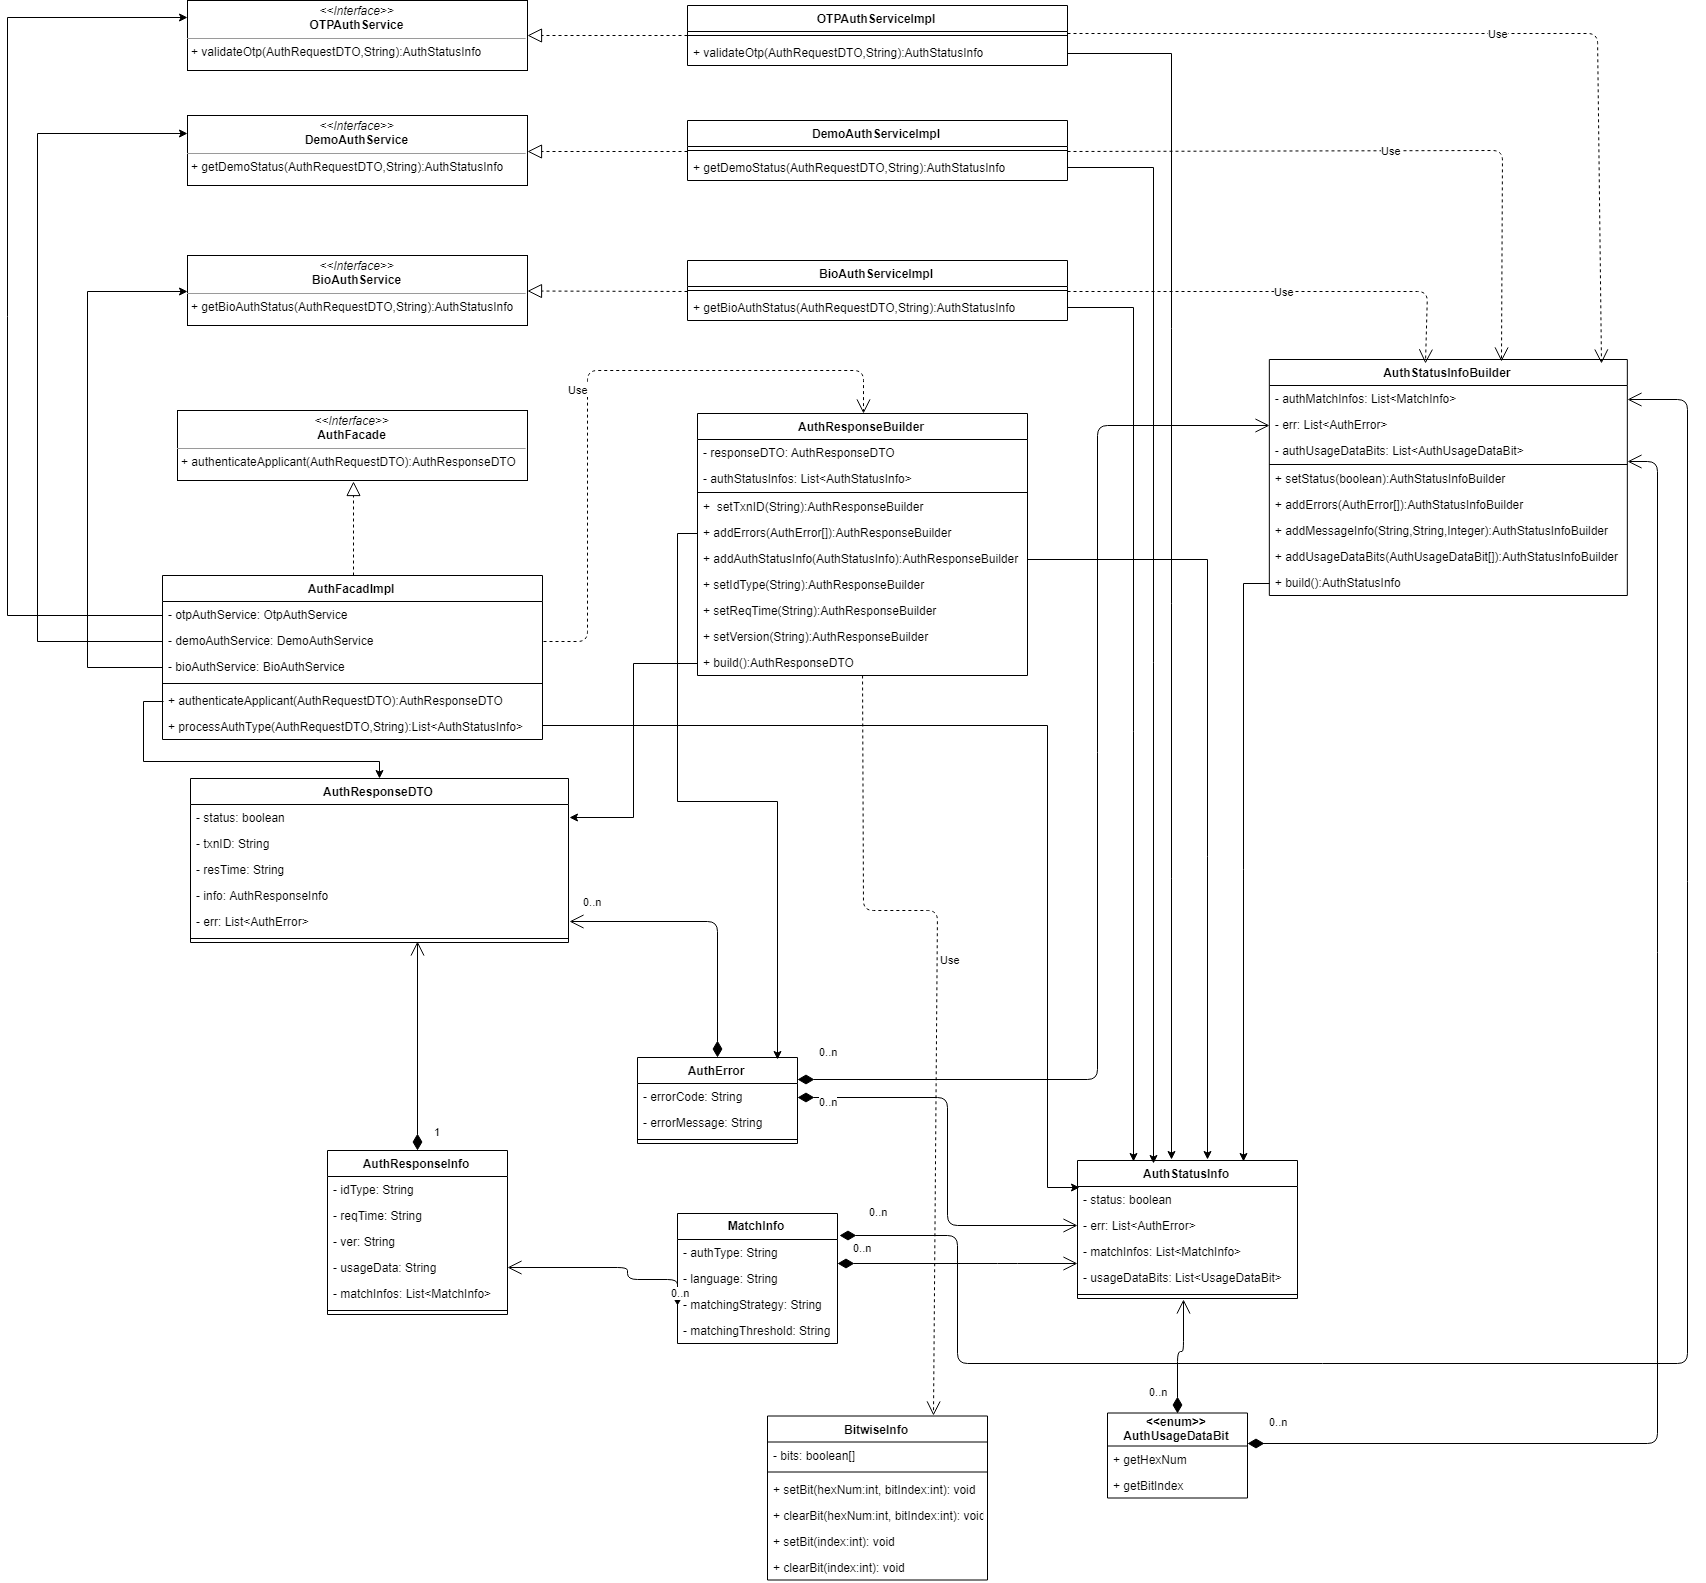 <<Interface>>
OTPAuthService
+ validateOtp(AuthRequestDTO,String):AuthStatusInfo
OTPAuthServiceImpl
+ validateOtp(AuthRequestDTO,String):AuthStatusInfo
Use
<<Interface>>
DemoAuthService
+ getDemoStatus(AuthRequestDTO,String):AuthStatusInfo
DemoAuthServiceImpl
+ getDemoStatus(AuthRequestDTO,String):AuthStatusInfo
Use
<<Interface>>
BioAuthService
+ getBioAuthStatus(AuthRequestDTO,String):AuthStatusInfo
BioAuthServiceImpl
+ getBioAuthStatus(AuthRequestDTO,String):AuthStatusInfo
Use
AuthStatusInfoBuilder
- authMatchInfos: List<MatchInfo>
- err: List<AuthError>
- authUsageDataBits: List<AuthUsageDataBit>
+ setStatus(boolean):AuthStatusInfoBuilder
+ addErrors(AuthError[]):AuthStatusInfoBuilder
+ addMessageInfo(String,String,Integer):AuthStatusInfoBuilder
+ addUsageDataBits(AuthUsageDataBit[]):AuthStatusInfoBuilder
+ build():AuthStatusInfo
Use
<<Interface>>
AuthFacade
+ authenticateApplicant(AuthRequestDTO):AuthResponseDTO
AuthResponseBuilder
- responseDTO: AuthResponseDTO
- authStatusInfos: List<AuthStatusInfo>
+  setTxnID(String):AuthResponseBuilder
+ addErrors(AuthError[]):AuthResponseBuilder
+ addAuthStatusInfo(AuthStatusInfo):AuthResponseBuilder
+ setIdType(String):AuthResponseBuilder
+ setReqTime(String):AuthResponseBuilder
+ setVersion(String):AuthResponseBuilder
+ build():AuthResponseDTO
AuthFacadImpl
- otpAuthService: OtpAuthService
- demoAuthService: DemoAuthService
- bioAuthService: BioAuthService
+ authenticateApplicant(AuthRequestDTO):AuthResponseDTO
+ processAuthType(AuthRequestDTO,String):List<AuthStatusInfo>
AuthResponseDTO
- status: boolean
- txnID: String
- resTime: String
- info: AuthResponseInfo
- err: List<AuthError>
0..n
Use
AuthError
- errorCode: String
- errorMessage: String
0..n
0..n
1
AuthResponseInfo
- idType: String
- reqTime: String
- ver: String
- usageData: String
- matchInfos: List<MatchInfo>
MatchInfo
- authType: String
- language: String
- matchingStrategy: String
- matchingThreshold: String
0..n
0..n
0..n
AuthStatusInfo
- status: boolean
- err: List<AuthError>
- matchInfos: List<MatchInfo>
- usageDataBits: List<UsageDataBit>
0..n
<<enum>>
AuthUsageDataBit
+ getHexNum
+ getBitIndex
0..n
BitwiseInfo
- bits: boolean[]
+ setBit(hexNum:int, bitIndex:int): void
+ clearBit(hexNum:int, bitIndex:int): voic
+ setBit(index:int): void
+ clearBit(index:int): void